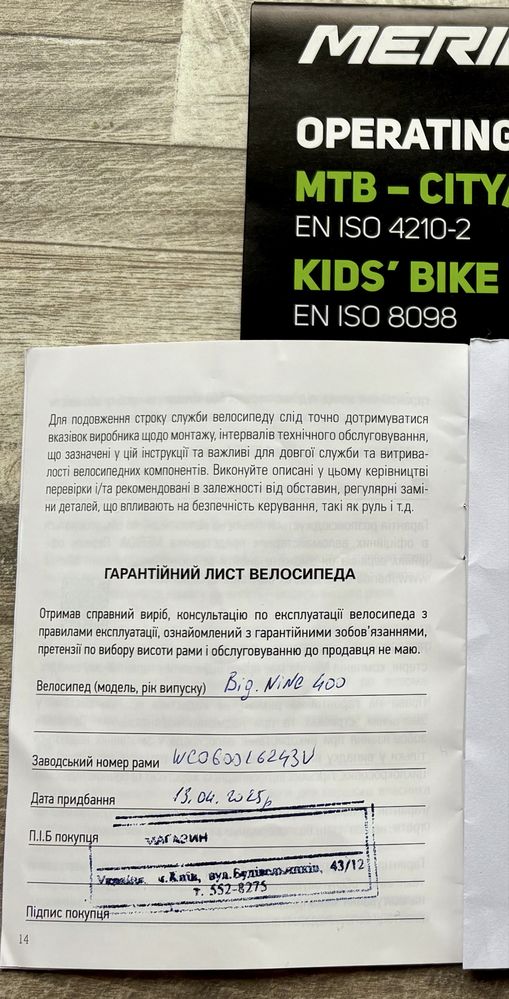 MERI
OPERATING
MTB – CITY/
EN ISO 4210-2
KIDS’ BIKE
EN ISO 8098
Для подовження строку служби велосипеду слід точно дотримуватися
вказівок виробника щодо монтажу, інтервалів технічного обслуговування,
що зазначені у цій інструкції та важливі для довгої служби та витрива-
лості велосипедних компонентів. Виконуйте описані у цьому керівництві
перевірки і/та рекомендовані в залежності від обставин, регулярні замі-
ни деталей, що впливають на безпечність керування, такі як руль і т.д.
ГАРАНТІЙНИЙ ЛИСТ ВЕЛОСИПЕДА
Отримав справний виріб, консультацію по експлуатації велосипеда з
правилами експлуатації, ознайомлений з гарантійними зобов’язаннями,
претензії по вибору висоти рами і обслуговуванню до продавця не маю.
Велосипед (модель, рік випуску) Big.NiNe 400
Заводський номер рами WC060016243V
Дата придбання 13.04.2025р
П.І.Б покупця МАГАЗИН
Україна, м.Київ, вул.Будівельників, 43/12
т. 552-8275
Підпис покупця
14